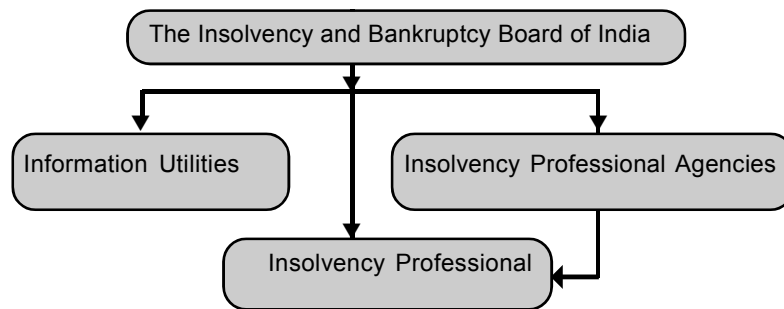 The Insolvency and Bankruptcy Board of India
Information Utilities
Insolvency Professional Agencies
Insolvency Professional